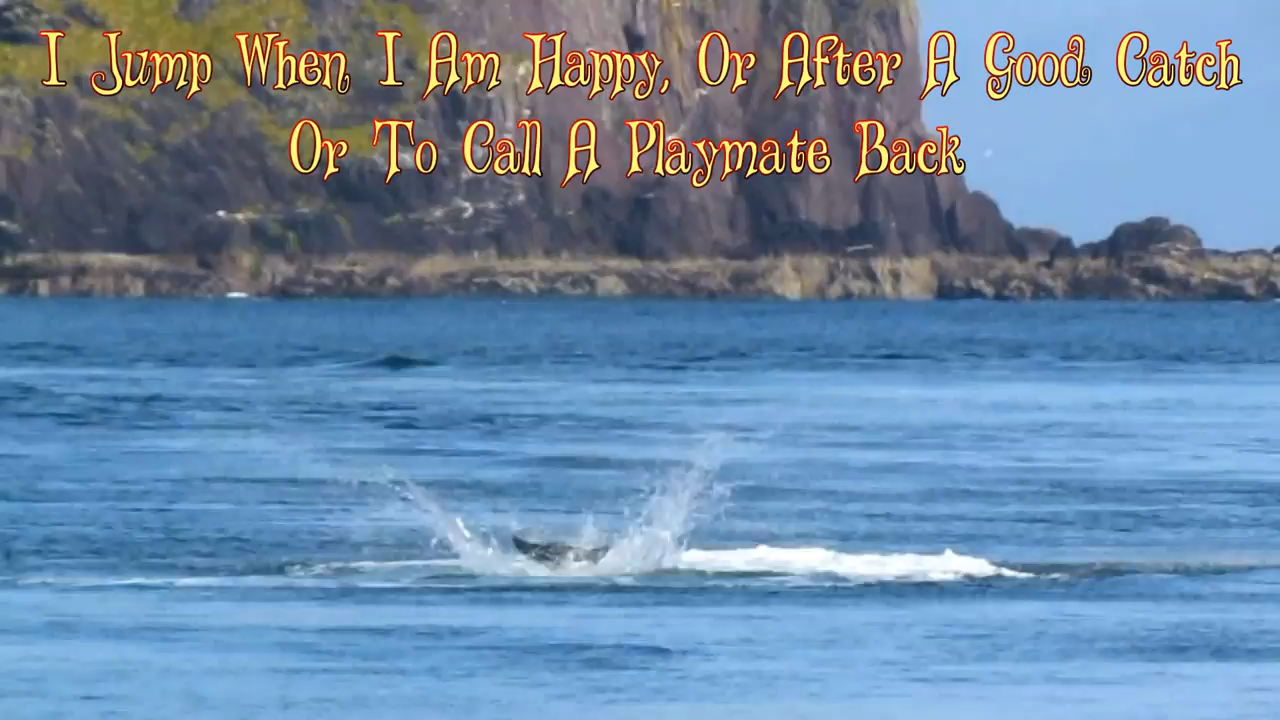 I Jump When I Am Happy, Or After A Good Catch
Or To Call A Playmate Back